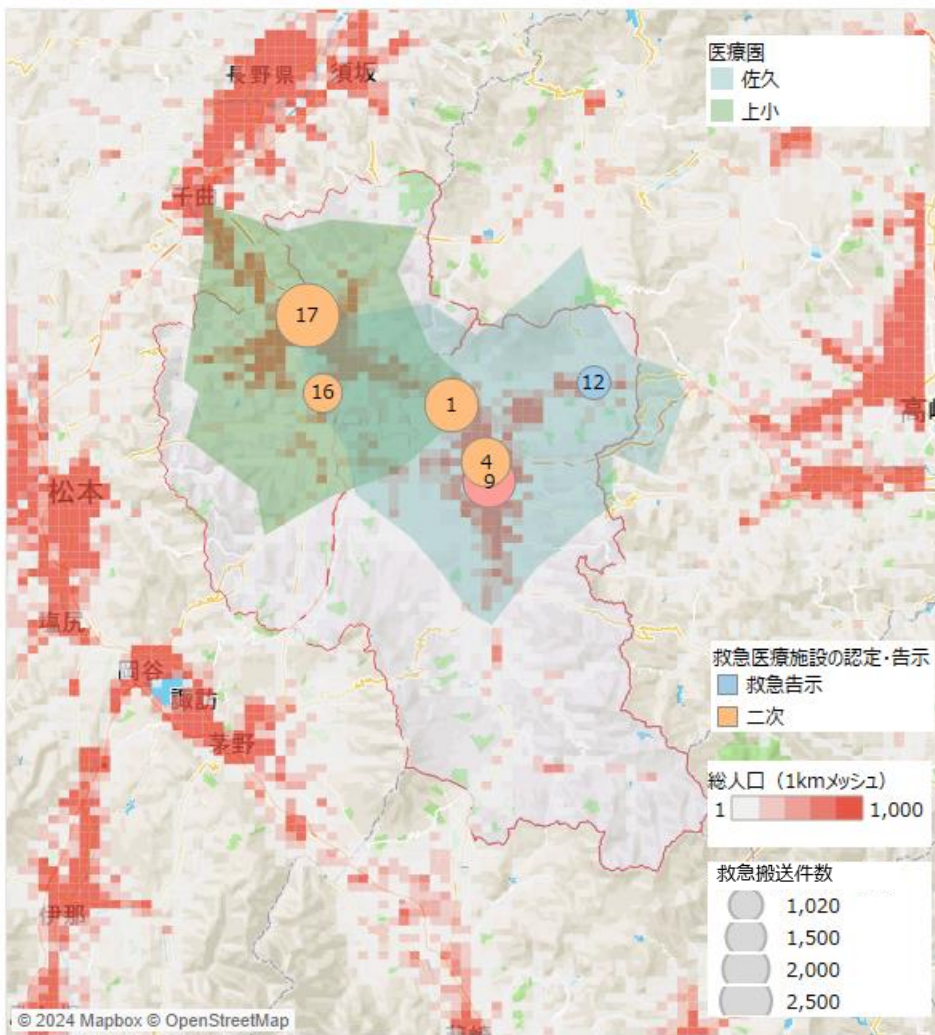 長野県
須坂
千曲
松本
塩尻
岡谷
諏訪
茅野
伊那
医療圏
佐久
上小
17
16
1
12
4
9
救急医療施設の認定・告示
救急告示
二次
総人口（1kmメッシュ）
1
1,000
救急搬送件数
1,020
1,500
2,000
2,500
© 2024 Mapbox © OpenStreetMap